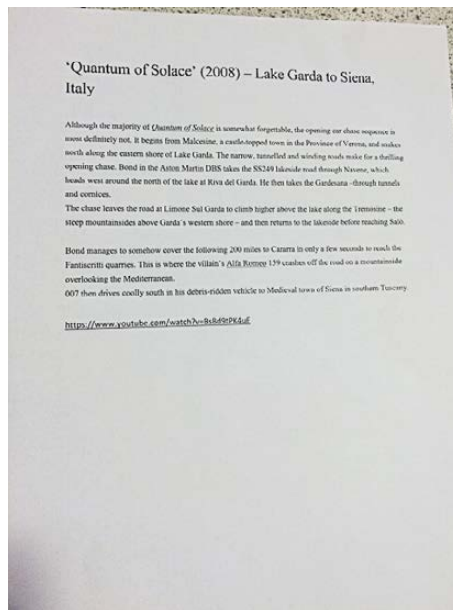 ‘Quantum of Solace’ (2008) – Lake Garda to Siena,
Italy
Although the majority of Quantum of Solace is somewhat forgettable, the opening car chase sequence is
most definitely not. It begins from Malcesine, a castle-topped town in the Province of Verona, and snakes
north along the eastern shore of Lake Garda. The narrow, tunnelled and winding roads make for a thrilling
opening chase. Bond in the Aston Martin DBS takes the SS249 lakeside road through Navene, which
heads west around the north of the lake at Riva del Garda. He then takes the Gardesana –through tunnels
and cornices.
The chase leaves the road at Limone Sul Garda to climb higher above the lake along the Tremosine – the
steep mountainsides above Garda’s western shore – and then returns to the lakeside before reaching Salò.
Bond manages to somehow cover the following 200 miles to Cararra in only a few seconds to reach the
Fantiscritti quarries. This is where the villain’s Alfa Romeo 159 crashes off the road on a mountainside
overlooking the Mediterranean.
007 then drives coolly south in his debris-ridden vehicle to Medieval town of Siena in southern Tuscany.
https://www.youtube.com/watch?v=